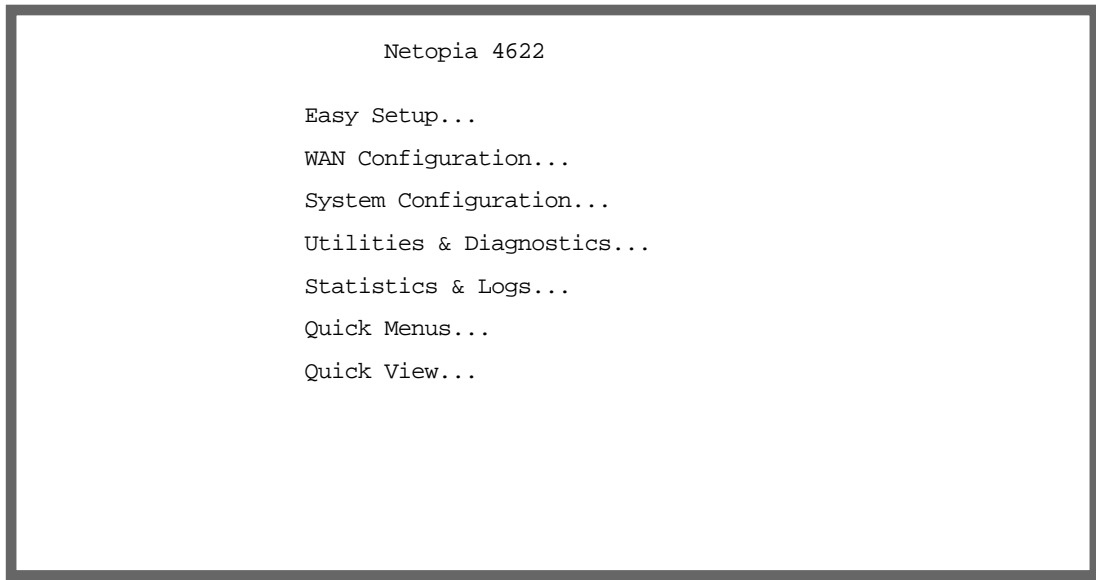 Netopia 4622
Easy Setup...
WAN Configuration...
System Configuration...
Utilities & Diagnostics...
Statistics & Logs...
Quick Menus...
Quick View...